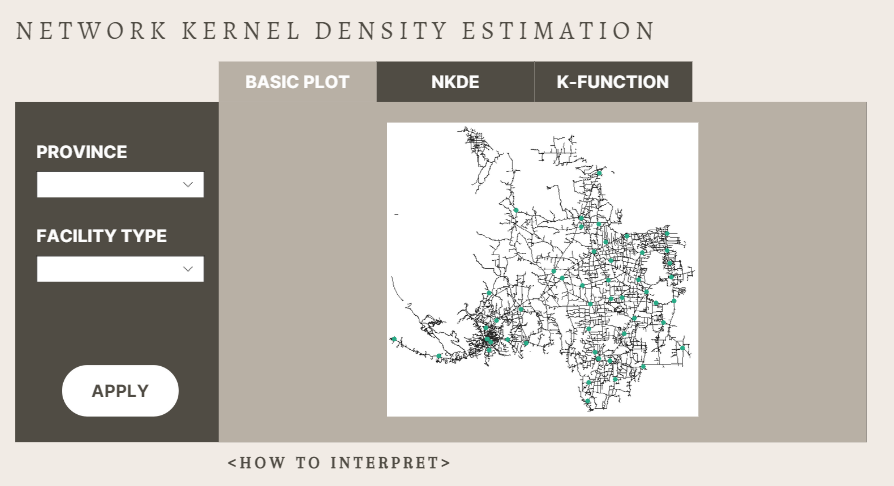 NETWORK KERNEL DENSITY ESTIMATION
BASIC PLOT
NKDE
K-FUNCTION
PROVINCE
FACILITY TYPE
APPLY
<HOW TO INTERPRET>